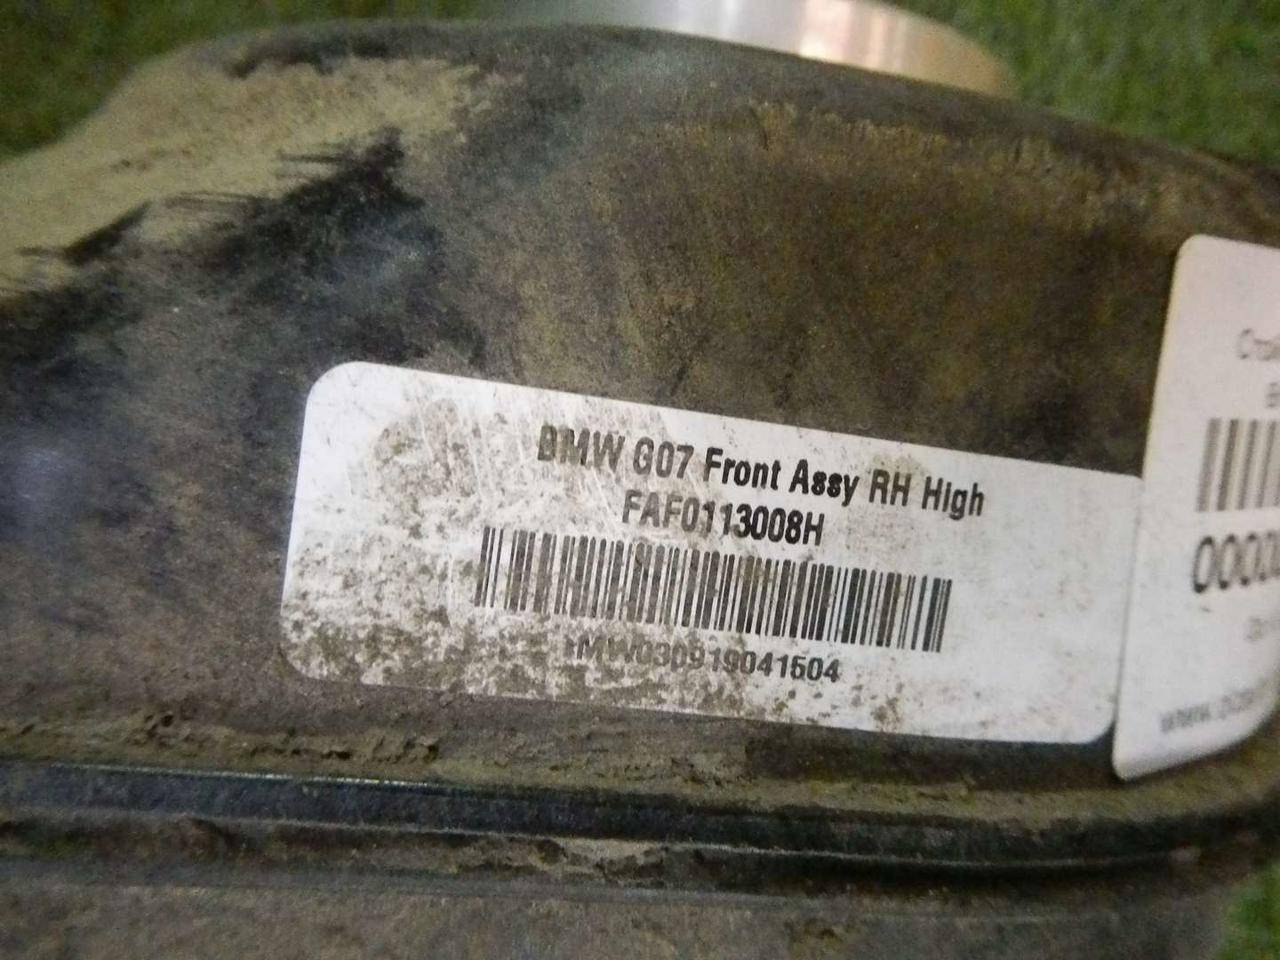 BMW G07 Front Assy RH High
FAF0113008H
MW030919041504